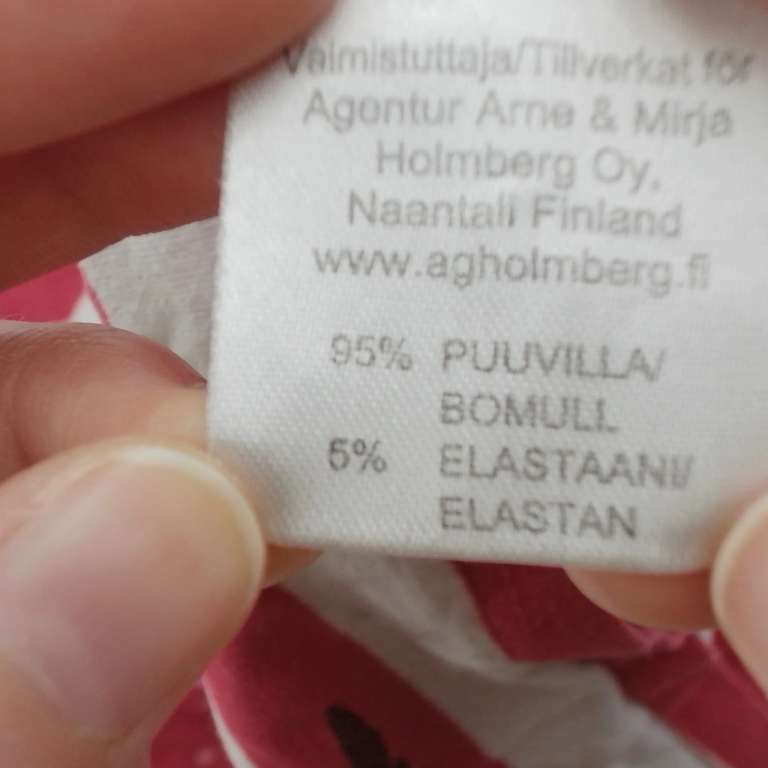 Valmistuttaja/Tillverkat för
Agentur Arne & Mirja
Holmberg Oy,
Naantali Finland
www.agholmberg.fi
95% PUUVILLA/
BOMULL
5% ELASTAANI/
ELASTAN